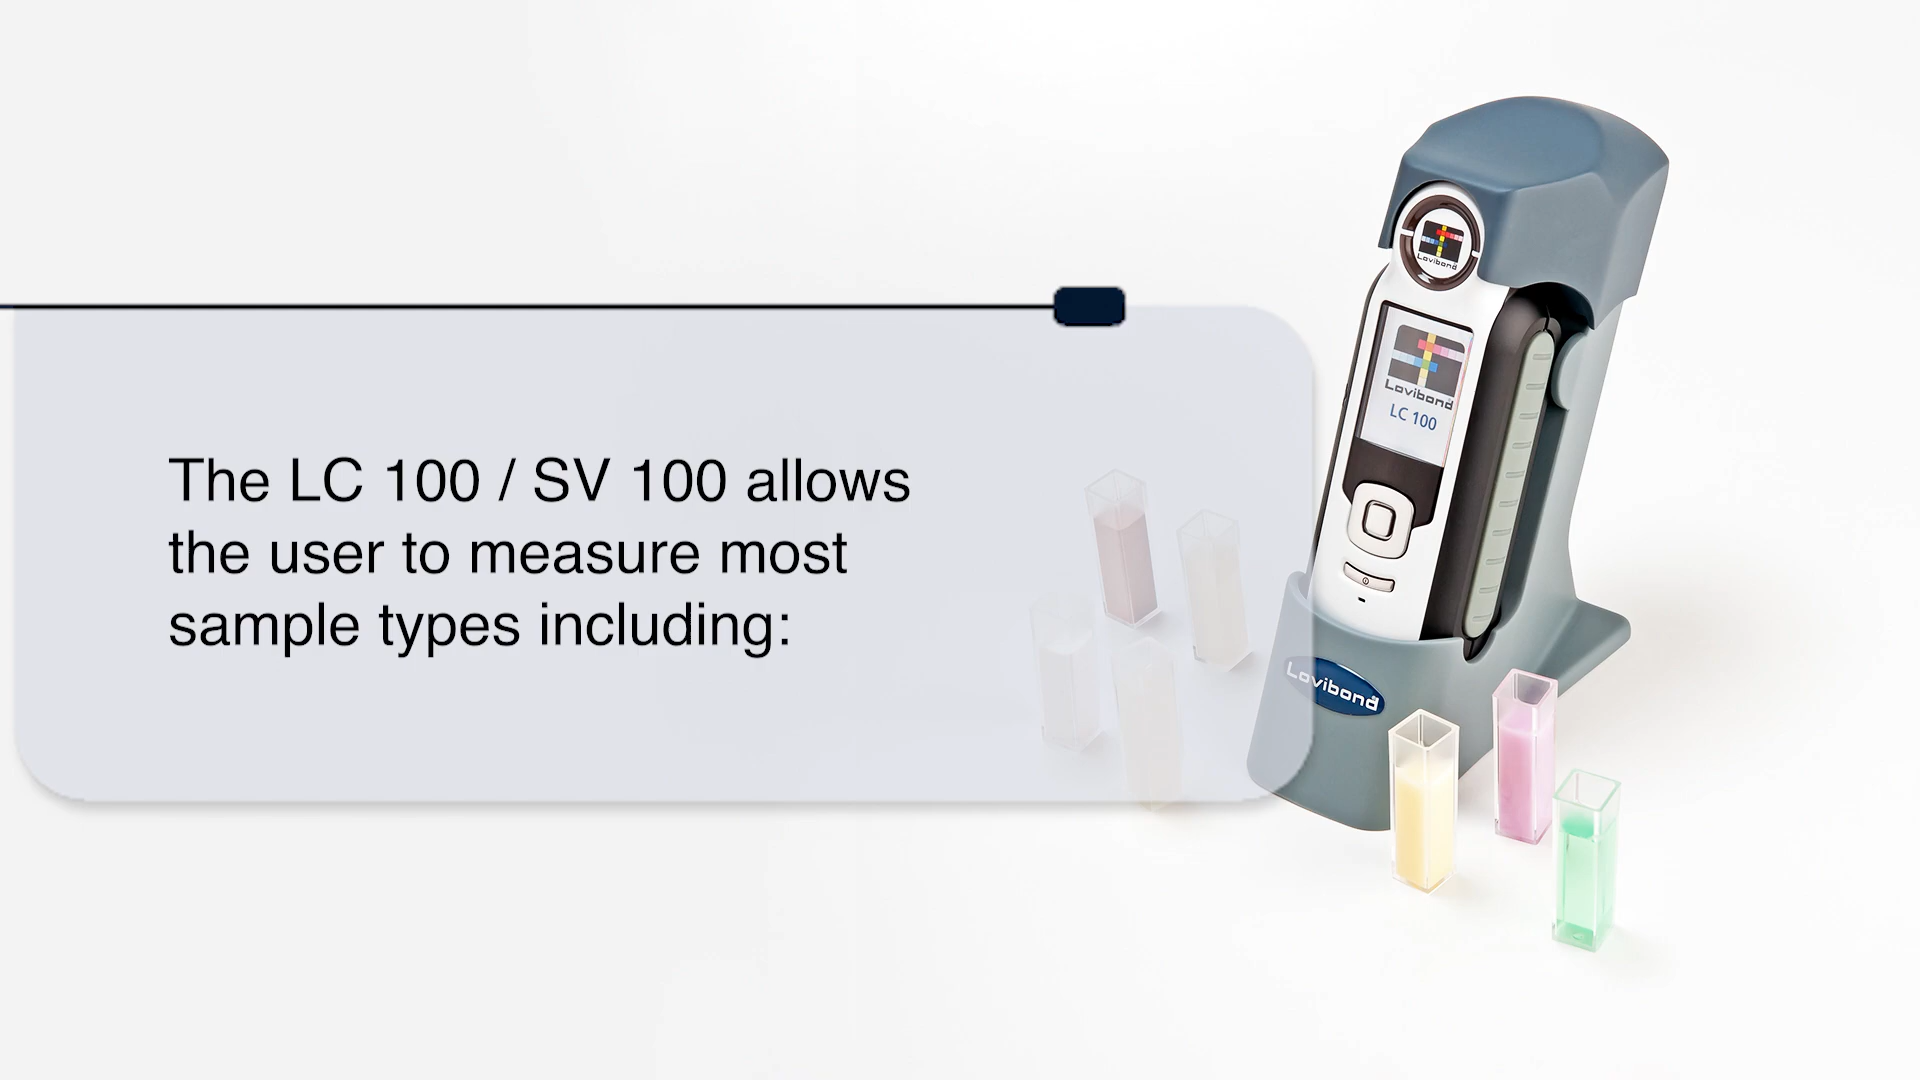 The LC 100 / SV 100 allows
the user to measure most
sample types including:
Lovibond
Lovibond
LC 100
Lovibond